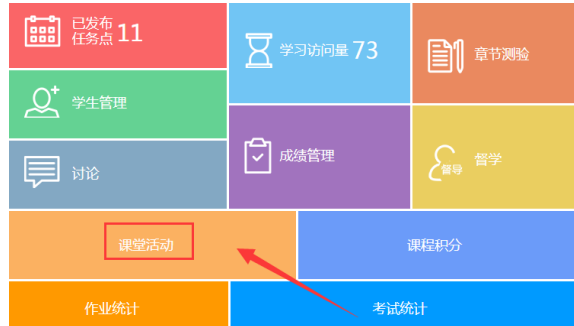 已发布
任务点 11
学习访问量 73
章节测验
学生管理
成绩管理
讨论
督导
督学
课堂活动
课程积分
作业统计
考试统计